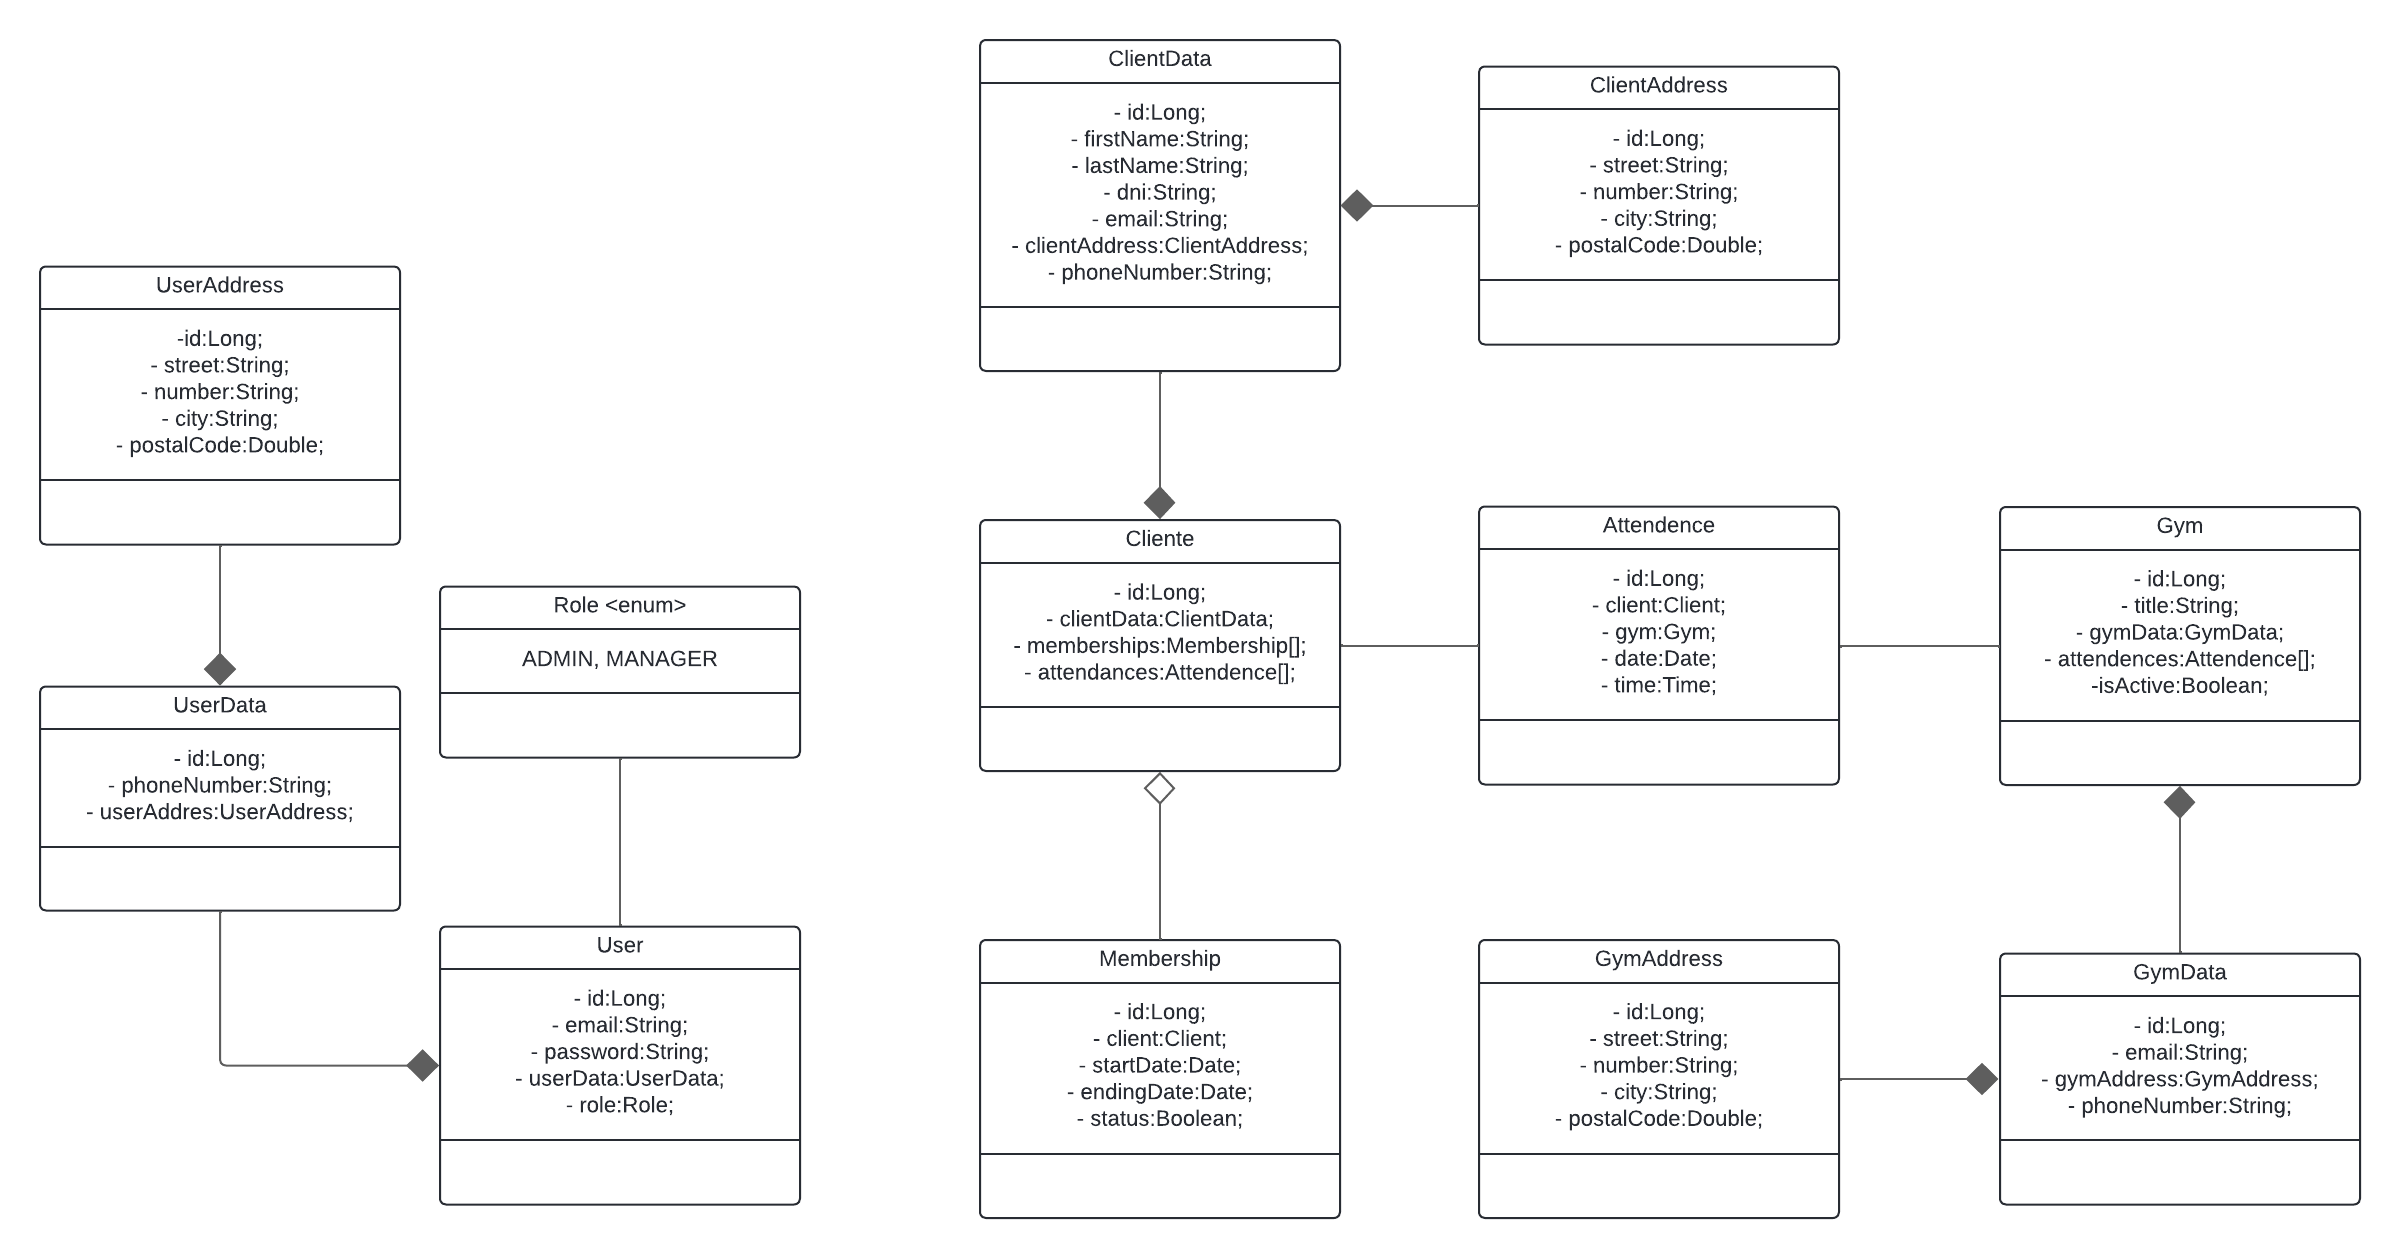 ClientData
- id:Long;
- firstName:String;
- lastName:String;
- dni:String;
- email:String;
- clientAddress:ClientAddress;
- phoneNumber:String;
ClientAddress
- id:Long;
- street:String;
- number:String;
- city:String;
- postalCode:Double;
UserAddress
-id:Long;
- street:String;
- number:String;
- city:String;
- postalCode:Double;
Role <enum>
ADMIN, MANAGER
UserData
- id:Long;
- phoneNumber:String;
- userAddres:UserAddress;
User
- id:Long;
- email:String;
- password:String;
- userData:UserData;
- role:Role;
Cliente
- id:Long;
- clientData:ClientData;
- memberships:Membership[];
- attendances:Attendence[];
Attendence
- id:Long;
- client:Client;
- gym:Gym;
- date:Date;
- time:Time;
Gym
- id:Long;
- title:String;
- gymData:GymData;
- attendences:Attendence[];
-isActive:Boolean;
Membership
- id:Long;
- client:Client;
- startDate:Date;
- endingDate:Date;
- status:Boolean;
GymAddress
- id:Long;
- street:String;
- number:String;
- city:String;
- postalCode:Double;
GymData
- id:Long;
- email:String;
- gymAddress:GymAddress;
- phoneNumber:String;